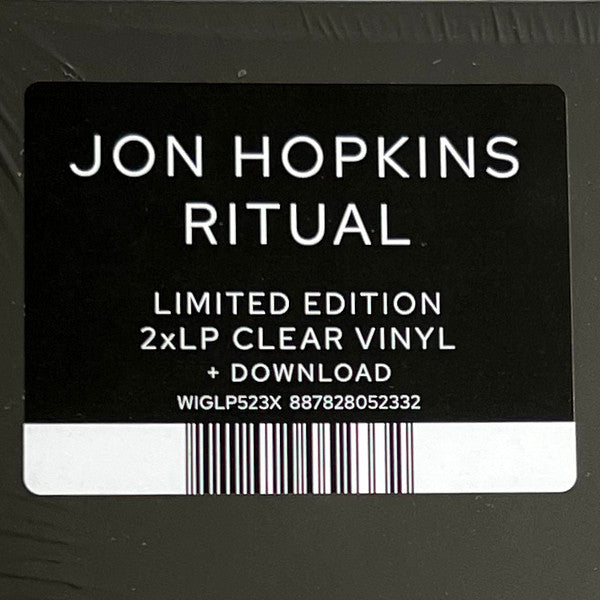 JON HOPKINS
RITUAL
LIMITED EDITION
2xLP CLEAR VINYL
+ DOWNLOAD
WIGLP523X 887828052332